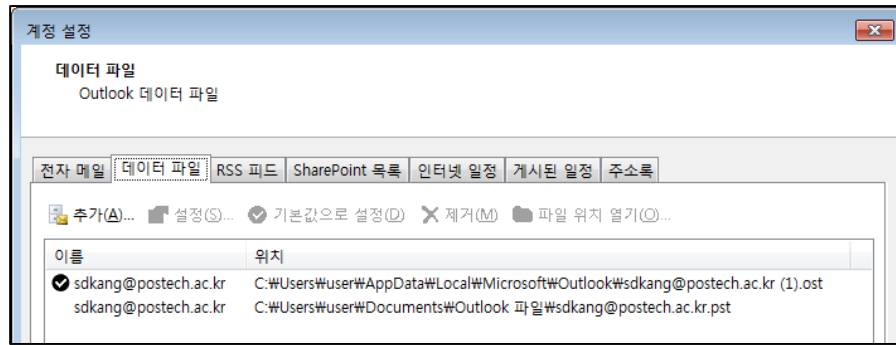 계정 설정
데이터 파일
Outlook 데이터 파일
전자 메일 데이터 파일 RSS 피드 SharePoint 목록 인터넷 일정 게시된 일정 주소록
추가(A)... 설정(S)... 기본값으로 설정(D) 제거(M) 파일 위치 열기(O)...
이름 위치
sdkang@postech.ac.kr C:₩Users₩user₩AppData₩Local₩Microsoft₩Outlook₩sdkang@postech.ac.kr (1).ost
sdkang@postech.ac.kr C:₩Users₩user₩Documents₩Outlook 파일₩sdkang@postech.ac.kr.pst